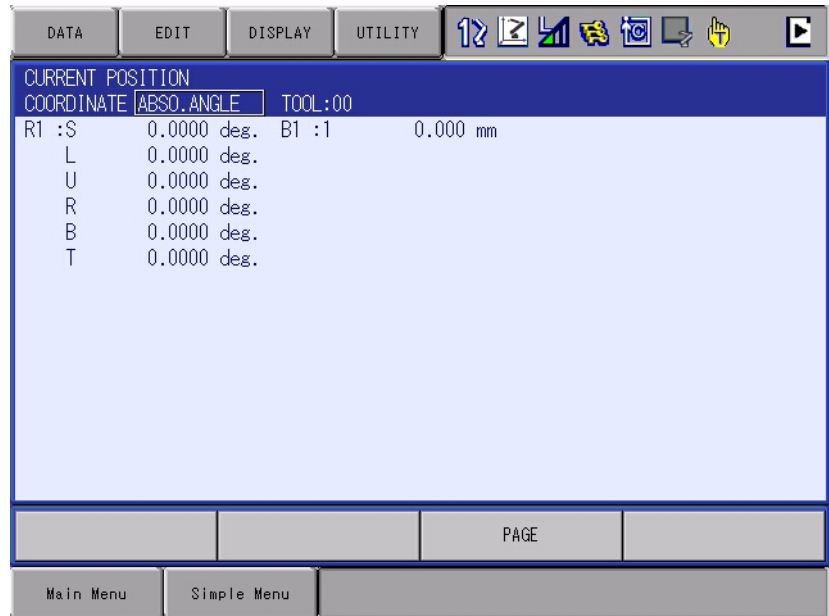 DATA EDIT DISPLAY UTILITY
CURRENT POSITION
COORDINATE ABSO.ANGLE TOOL:00
R1 :S 0.0000 deg. B1 :1 0.000 mm
L 0.0000 deg.
U 0.0000 deg.
R 0.0000 deg.
B 0.0000 deg.
T 0.0000 deg.
PAGE
Main Menu Simple Menu